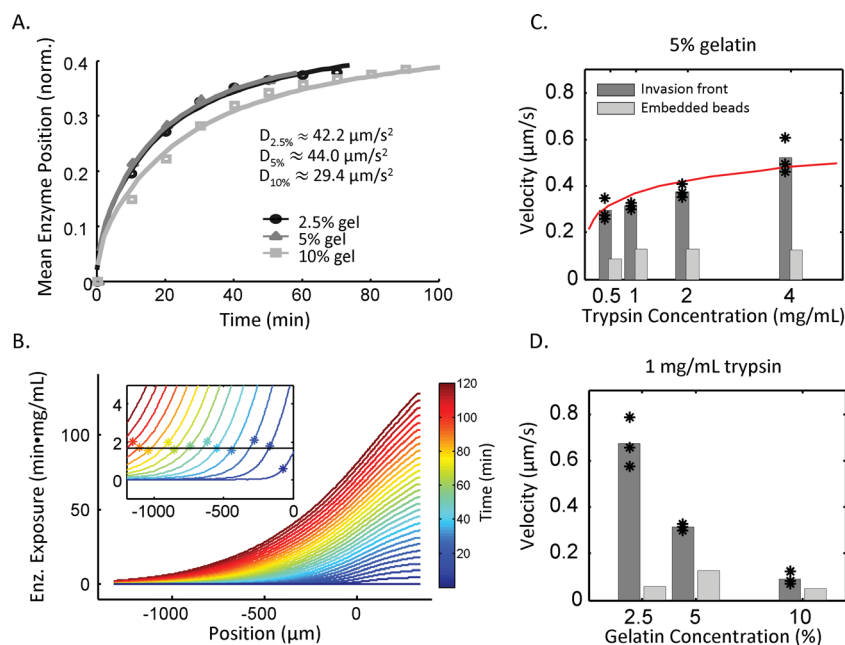 A.
Mean Enzyme Position (norm.)
0.4
0.3
0.2
0.1
0
0 20 40 60 80 100
Time (min)
D2.5% ≈ 42.2 μm/s²
D5% ≈ 44.0 μm/s²
D10% ≈ 29.4 μm/s²
2.5% gel
5% gel
10% gel
B.
Enz. Exposure (min•mg/mL)
100
50
0
-1000 -500 0
Position (μm)
4
2
0
-1000 -500 0
120
100
80
60
40
20
Time (min)
C.
5% gelatin
Invasion front
Embedded beads
Velocity (μm/s)
0.8
0.6
0.4
0.2
0
0.5 1 2 4
Trypsin Concentration (mg/mL)
D.
1 mg/mL trypsin
Velocity (μm/s)
0.8
0.6
0.4
0.2
0
2.5 5 10
Gelatin Concentration (%)